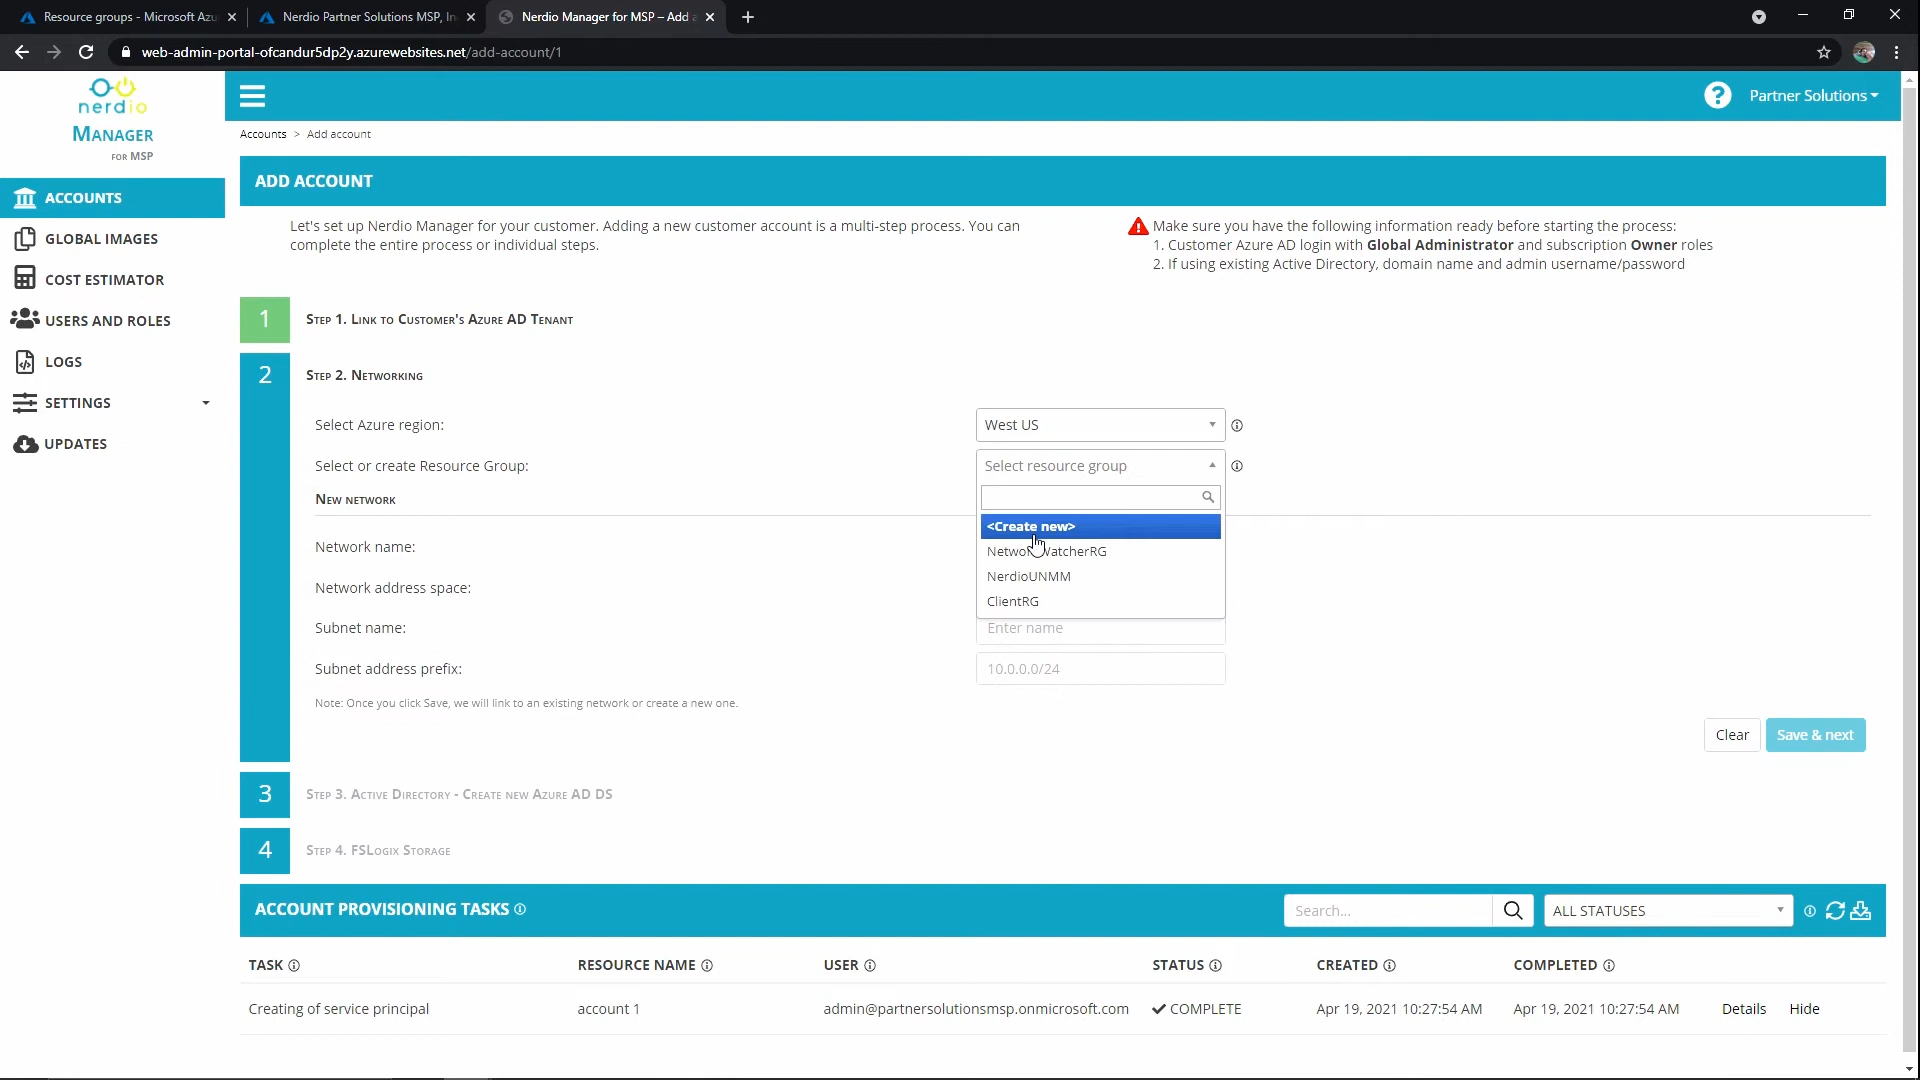 Resource groups - Microsoft Azu
Nerdio Partner Solutions MSP, In
Nerdio Manager for MSP – Add a
web-admin-portal-ofcandur5dp2y.azurewebsites.net/add-account/1
nerdio
MANAGER
FOR MSP
Partner Solutions
Accounts > Add account
ACCOUNTS
GLOBAL IMAGES
COST ESTIMATOR
USERS AND ROLES
LOGS
SETTINGS
UPDATES
ADD ACCOUNT
Let's set up Nerdio Manager for your customer. Adding a new customer account is a multi-step process. You can
complete the entire process or individual steps.
Make sure you have the following information ready before starting the process:
1. Customer Azure AD login with Global Administrator and subscription Owner roles
2. If using existing Active Directory, domain name and admin username/password
1
STEP 1. LINK TO CUSTOMER'S AZURE AD TENANT
2
STEP 2. NETWORKING
Select Azure region:
West US
Select or create Resource Group:
Select resource group
NEW NETWORK
<Create new>
Network name:
NerdioUNMM
ClientRG
Network address space:
Subnet name:
Enter name
Subnet address prefix:
10.0.0.0/24
Note: Once you click Save, we will link to an existing network or create a new one.
Clear
Save & next
3
STEP 3. ACTIVE DIRECTORY - CREATE NEW AZURE AD DS
4
STEP 4. FSLOGIX STORAGE
ACCOUNT PROVISIONING TASKS
Search...
ALL STATUSES
TASK
RESOURCE NAME
USER
STATUS
CREATED
COMPLETED
Creating of service principal
account 1
admin@partnersolutionsmsp.onmicrosoft.com
COMPLETE
Apr 19, 2021 10:27:54 AM
Apr 19, 2021 10:27:54 AM
Details
Hide